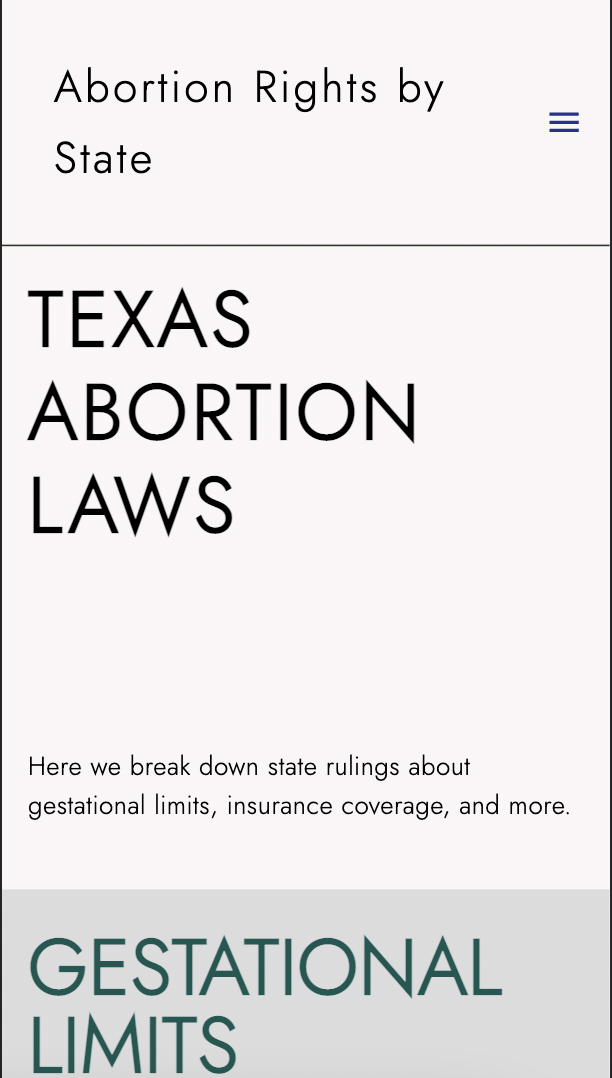 Abortion Rights by
State
TEXAS
ABORTION
LAWS
Here we break down state rulings about
gestational limits, insurance coverage, and more.
GESTATIONAL
LIMITS